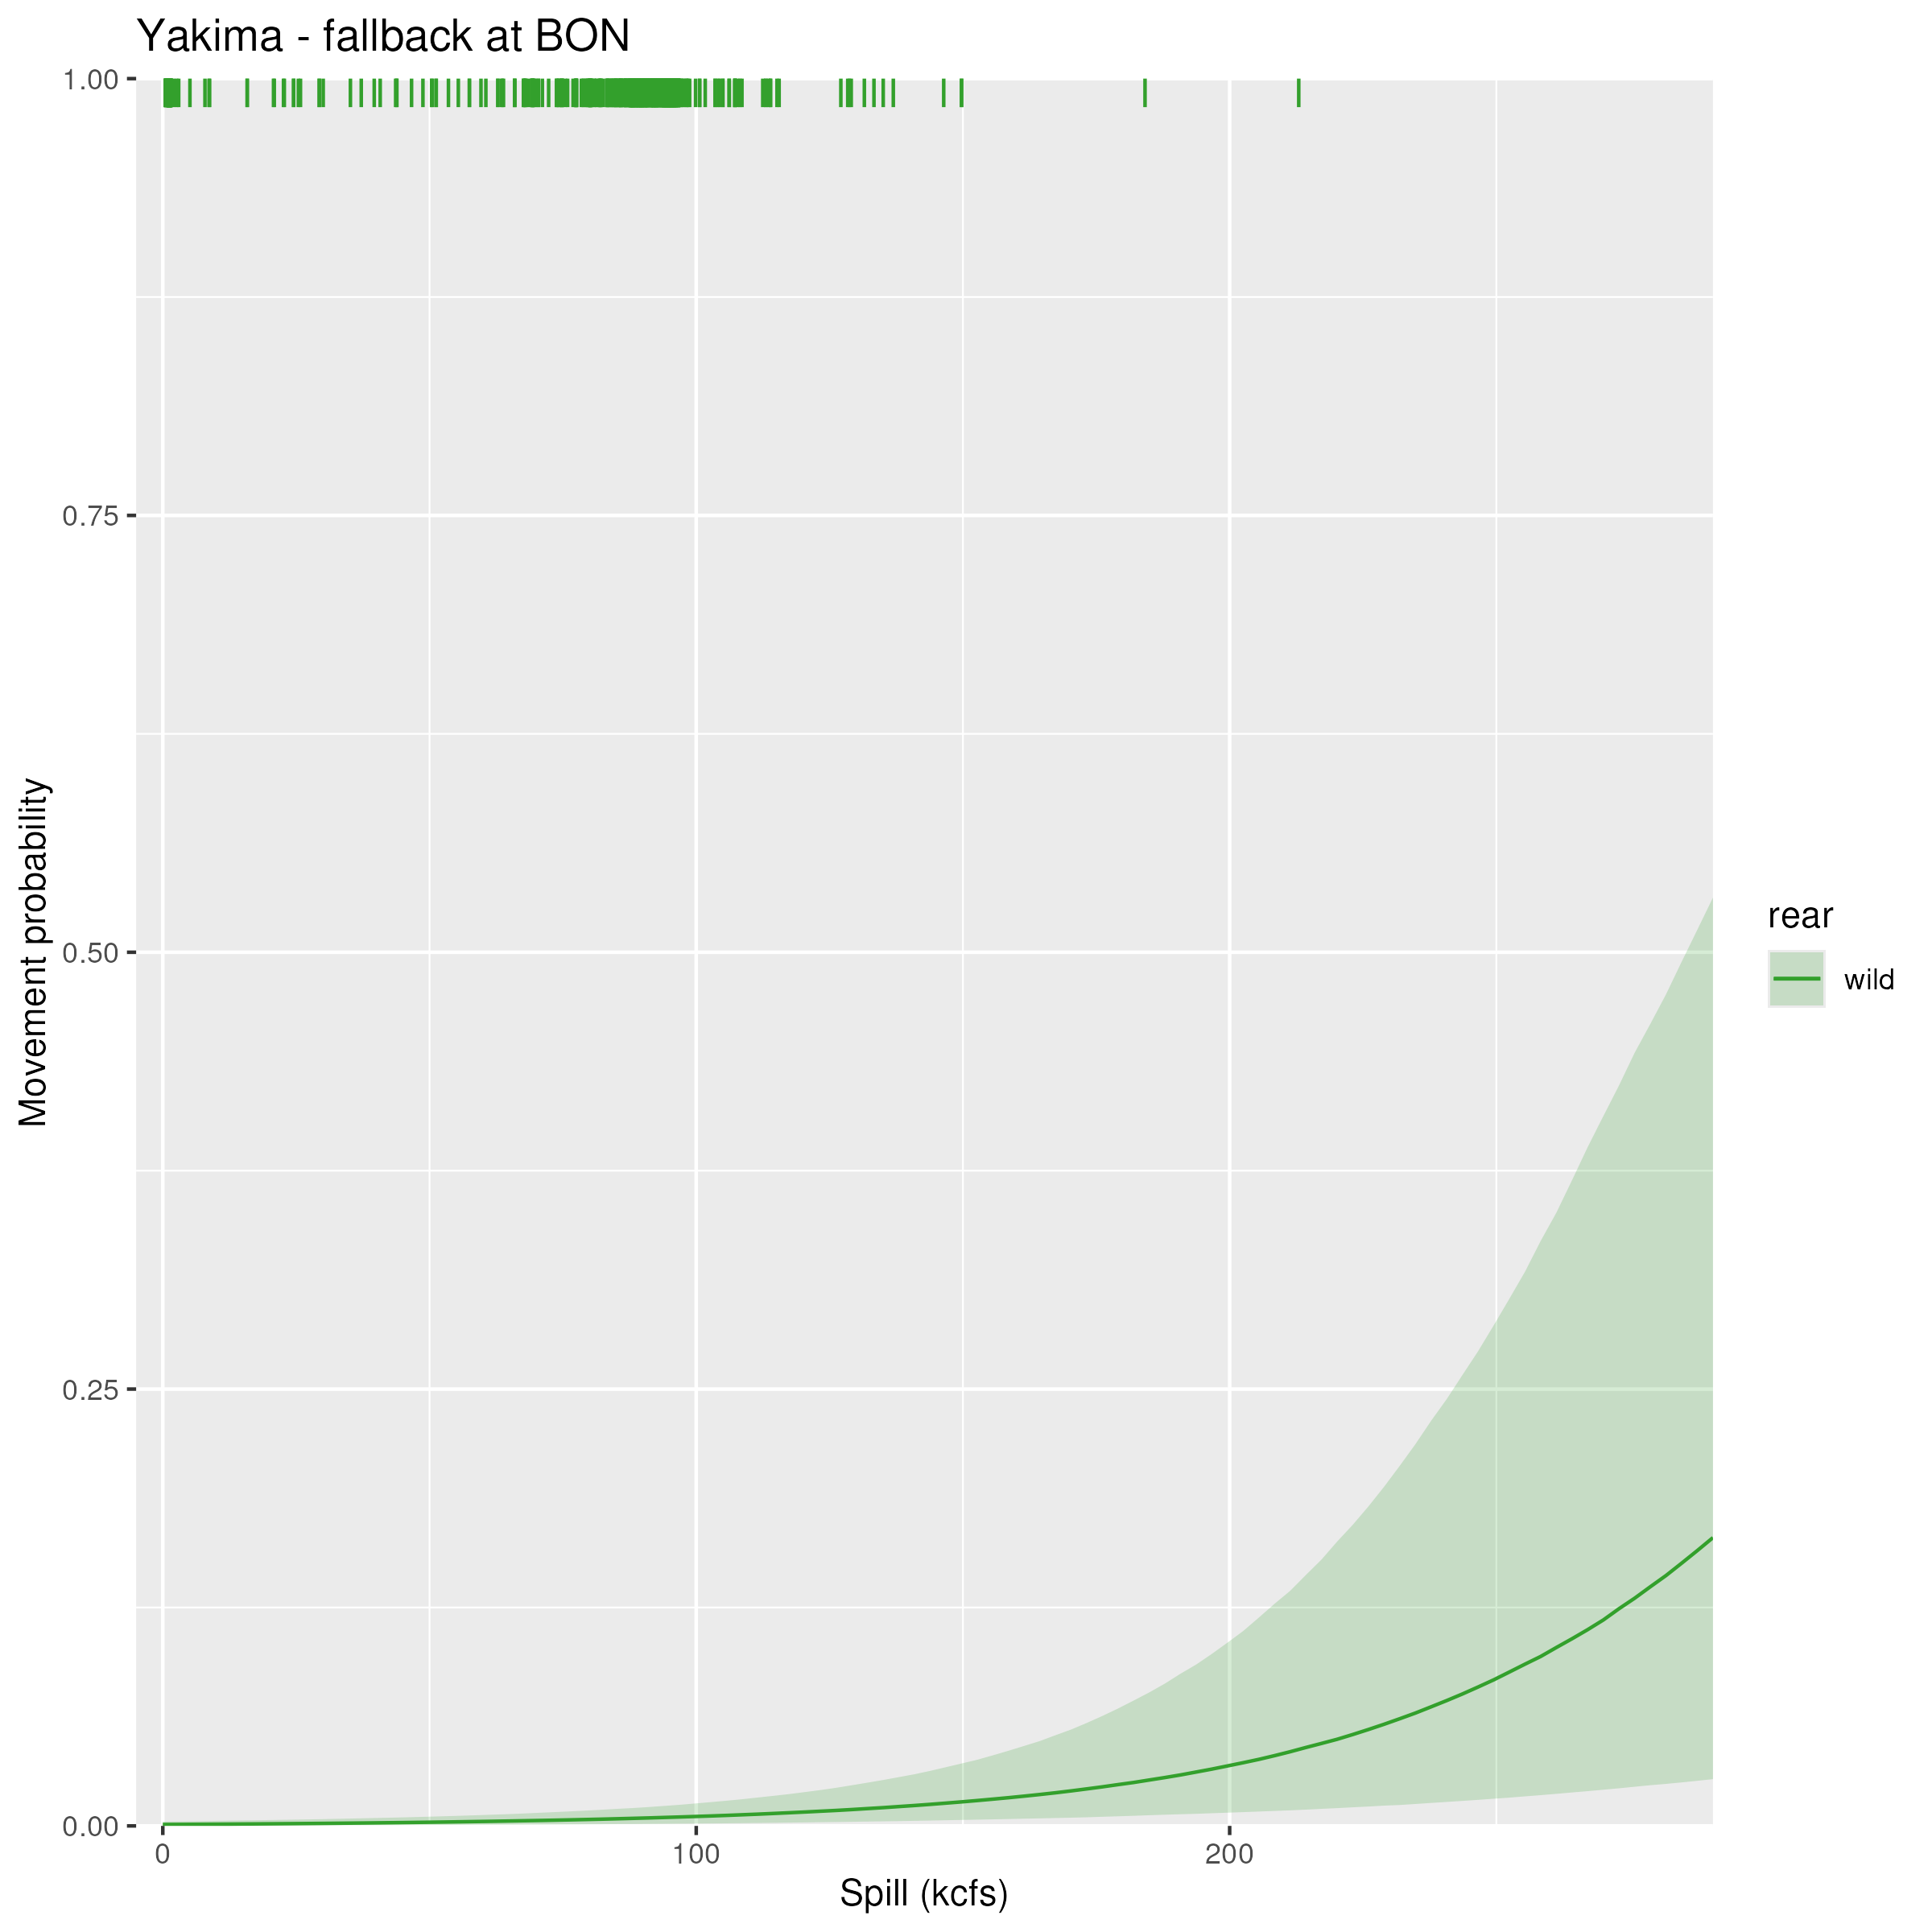 Yakima - fallback at BON
1.00
0.75
0.50
0.25
0.00
Movement probability
0
100
200
Spill (kcfs)
rear
wild